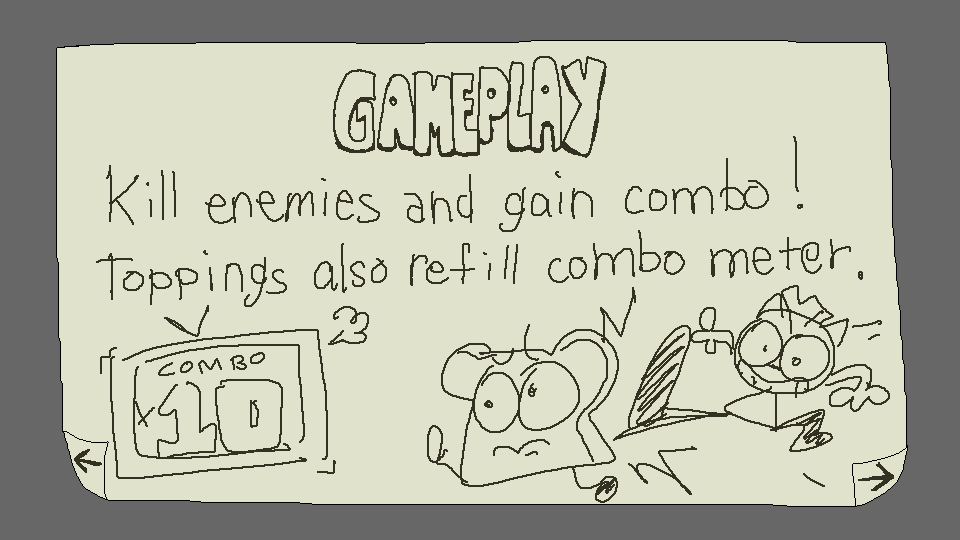 GAMEPLAY
Kill enemies and gain combo!
Toppings also refill combo meter.
COMBO
x10